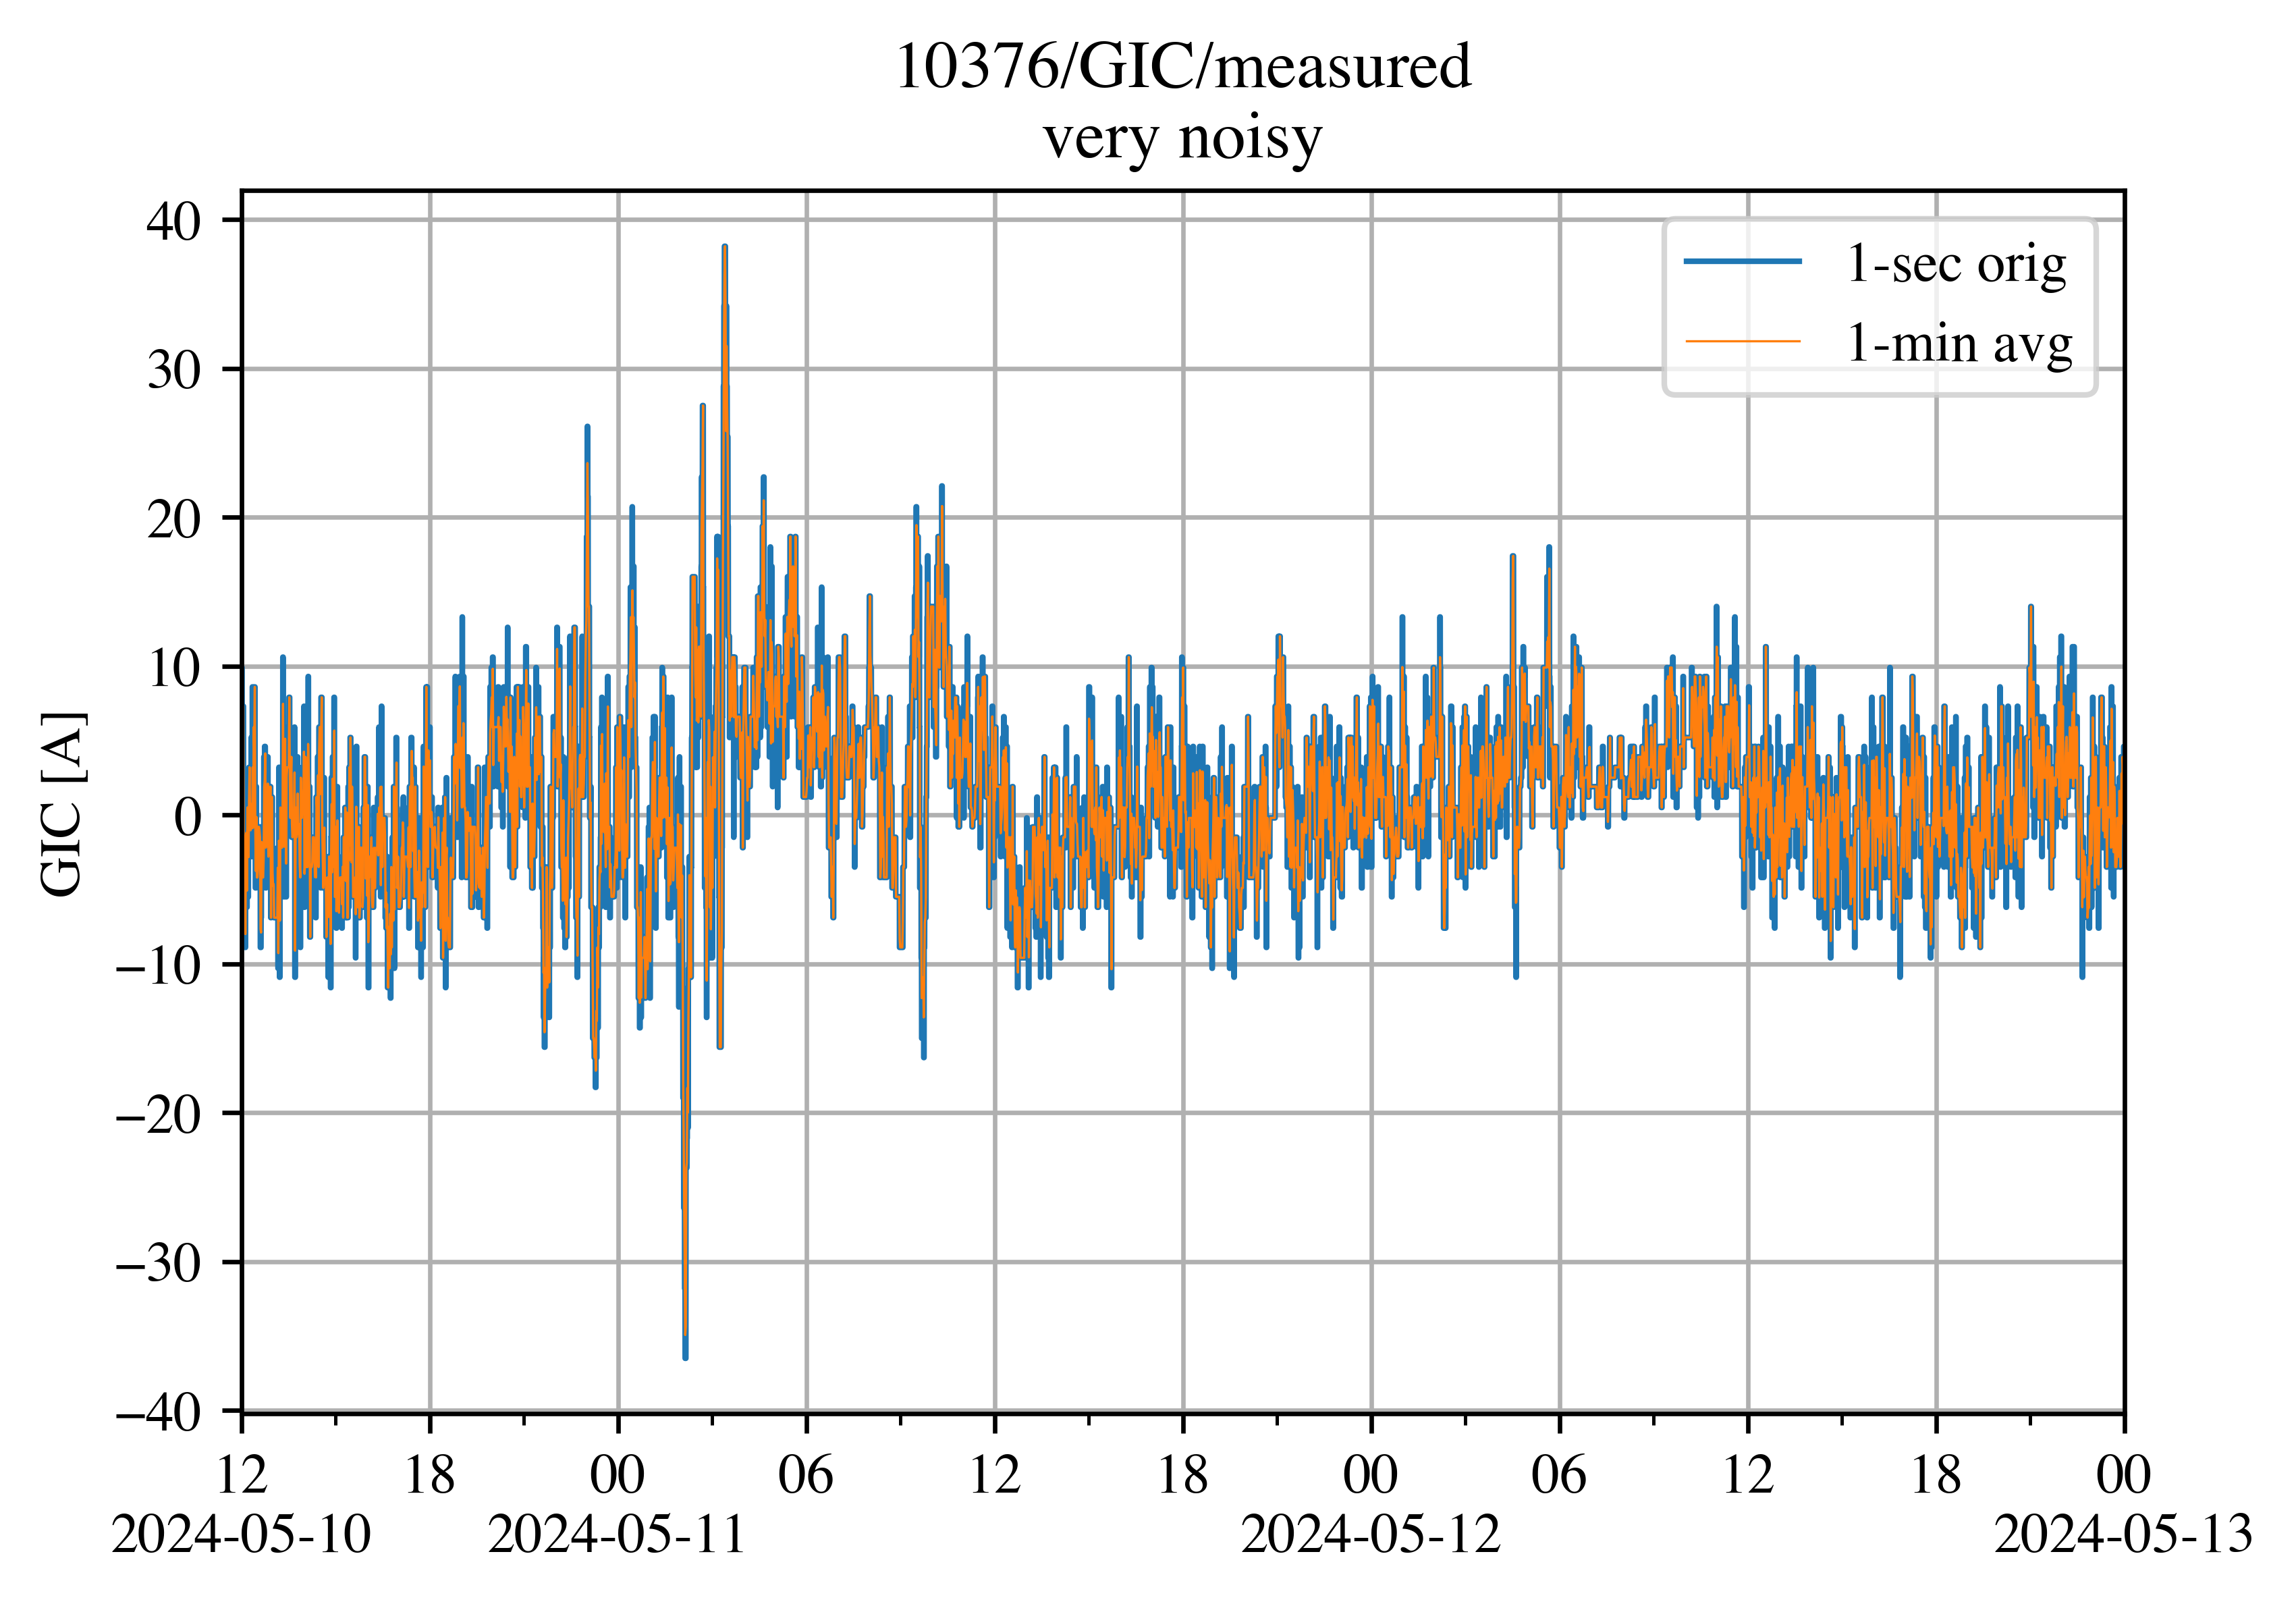 10376/GIC/measured
very noisy
1-sec orig
1-min avg
GIC [A]
40
30
20
10
0
−10
−20
−30
−40
12 18 00 06 12 18 00 06 12 18 00
2024-05-10 2024-05-11 2024-05-12 2024-05-13